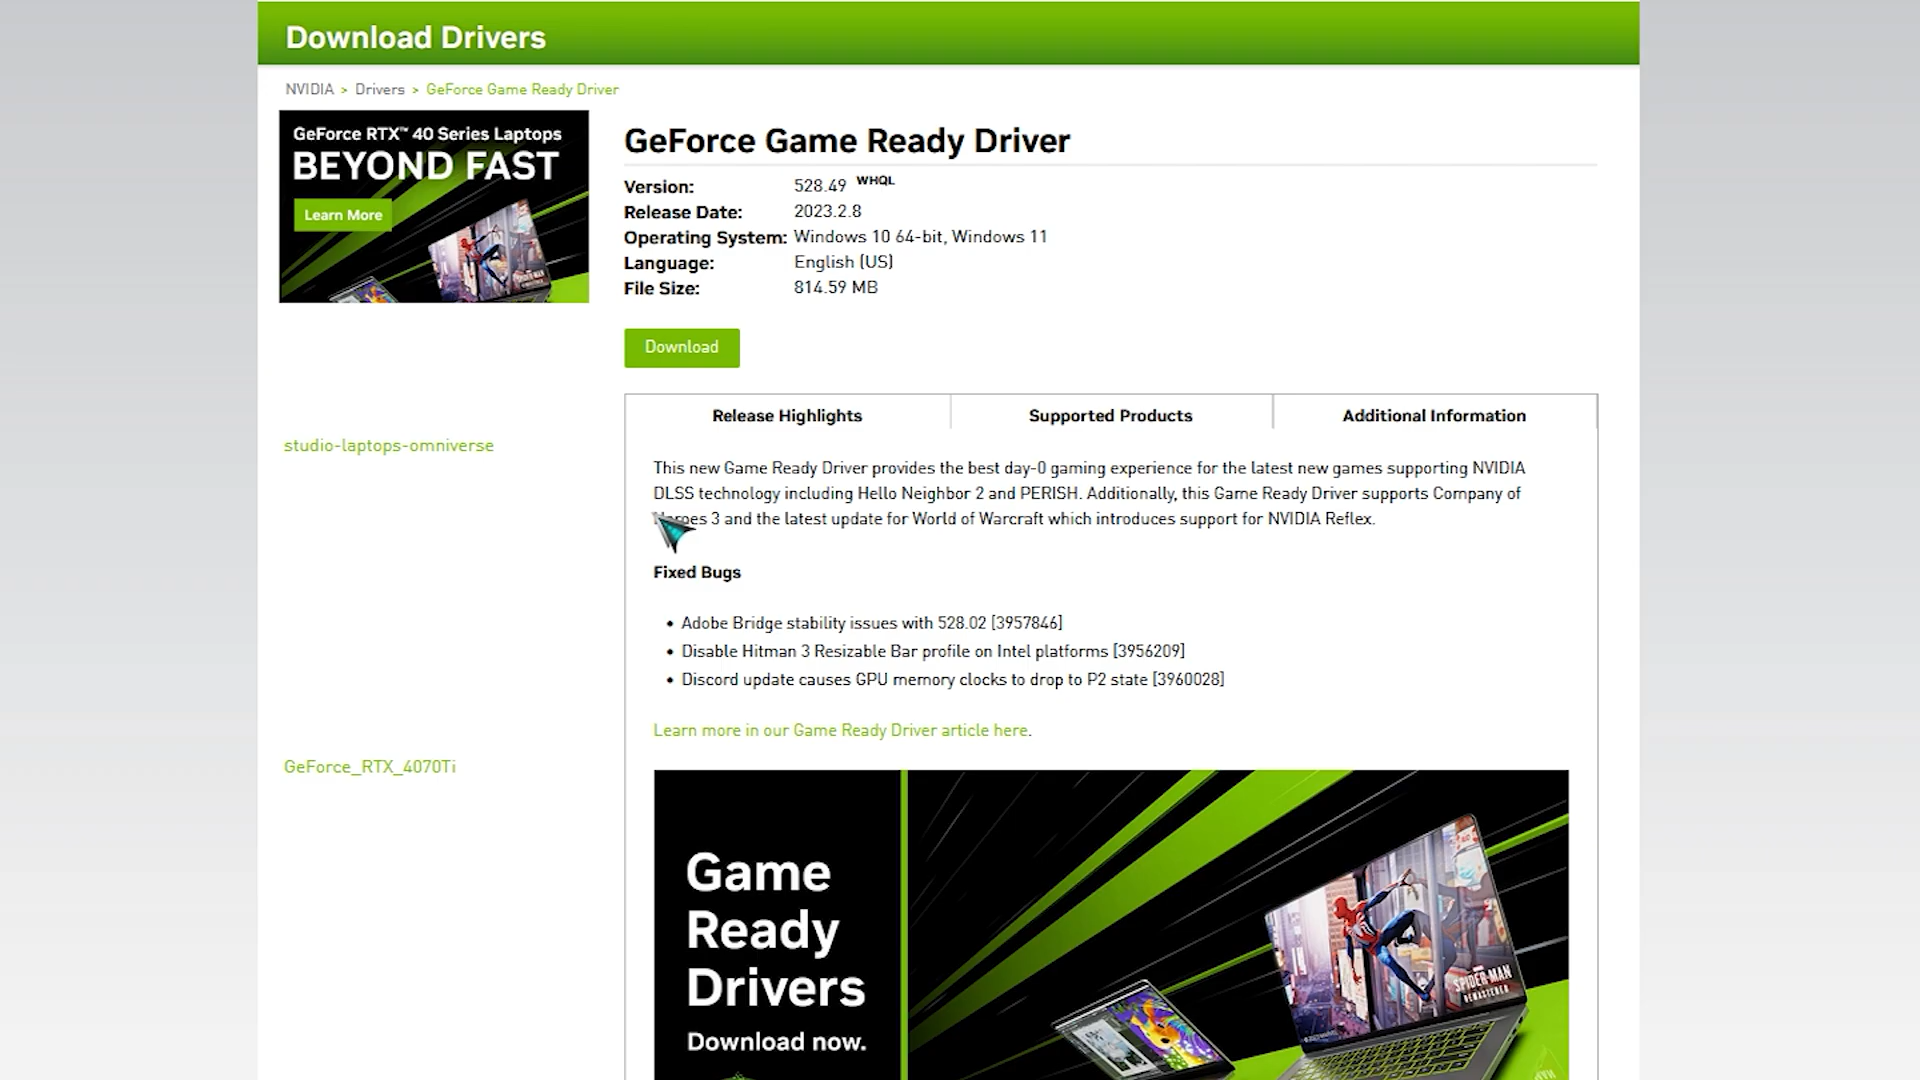 Download Drivers
NVIDIA > Drivers > GeForce Game Ready Driver
GeForce RTX™ 40 Series Laptops
BEYOND FAST
Learn More
studio-laptops-omniverse
GeForce_RTX_4070Ti
GeForce Game Ready Driver
Version: 528.49 WHQL
Release Date: 2023.2.8
Operating System: Windows 10 64-bit, Windows 11
Language: English (US)
File Size: 814.59 MB
Download
Release Highlights
Supported Products
Additional Information
This new Game Ready Driver provides the best day-0 gaming experience for the latest new games supporting NVIDIA
DLSS technology including Hello Neighbor 2 and PERISH. Additionally, this Game Ready Driver supports Company of
Heroes 3 and the latest update for World of Warcraft which introduces support for NVIDIA Reflex.
Fixed Bugs
• Adobe Bridge stability issues with 528.02 [3957846]
• Disable Hitman 3 Resizable Bar profile on Intel platforms [3956209]
• Discord update causes GPU memory clocks to drop to P2 state [3960028]
Learn more in our Game Ready Driver article here.
Game
Ready
Drivers
Download now.
SPIDER-MAN
REMASTERED